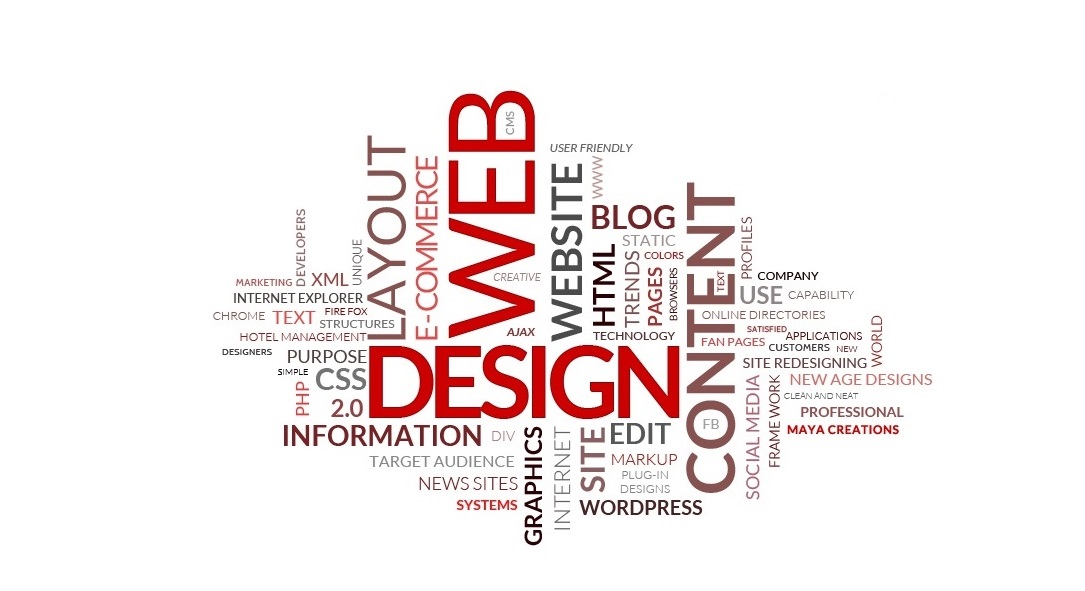 WEB
CMS
LAYOUT
E-COMMERCE
USER FRIENDLY
WWW
WEBSITE
BLOG
STATIC
COLORS
HTML
TRENDS
PAGES
BROWSERS
CREATIVE
AJAX
TECHNOLOGY
CONTENT
TEXT
FB
PROFILES
COMPANY
USE
CAPABILITY
ONLINE DIRECTORIES
SATISFIED
APPLICATIONS
FAN PAGES
CUSTOMERS
NEW
WORLD
SITE REDESIGNING
NEW AGE DESIGNS
CLEAN AND NEAT
PROFESSIONAL
MAYA CREATIONS
SOCIAL MEDIA
FRAME WORK
DEVELOPERS
UNIQUE
MARKETING
XML
INTERNET EXPLORER
CHROME
TEXT
FIRE FOX
STRUCTURES
HOTEL MANAGEMENT
DESIGNERS
PURPOSE
SIMPLE
CSS
PHP
2.0
DESIGN
INFORMATION
DIV
TARGET AUDIENCE
NEWS SITES
SYSTEMS
GRAPHICS
INTERNET
SITE
EDIT
MARKUP
PLUG-IN
DESIGNS
WORDPRESS